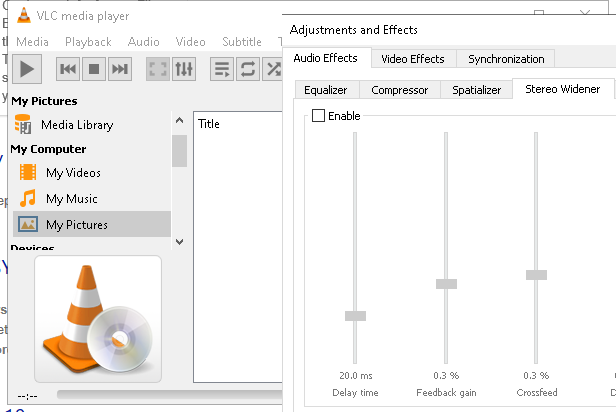 VLC media player
Media Playback Audio Video Subtitle
My Pictures
Media Library
My Computer
My Videos
My Music
My Pictures
Devices
Title
--:--
Adjustments and Effects
Audio Effects Video Effects Synchronization
Equalizer Compressor Spatializer Stereo Widener
Enable
20.0 ms 0.3 % 0.3 %
Delay time Feedback gain Crossfeed